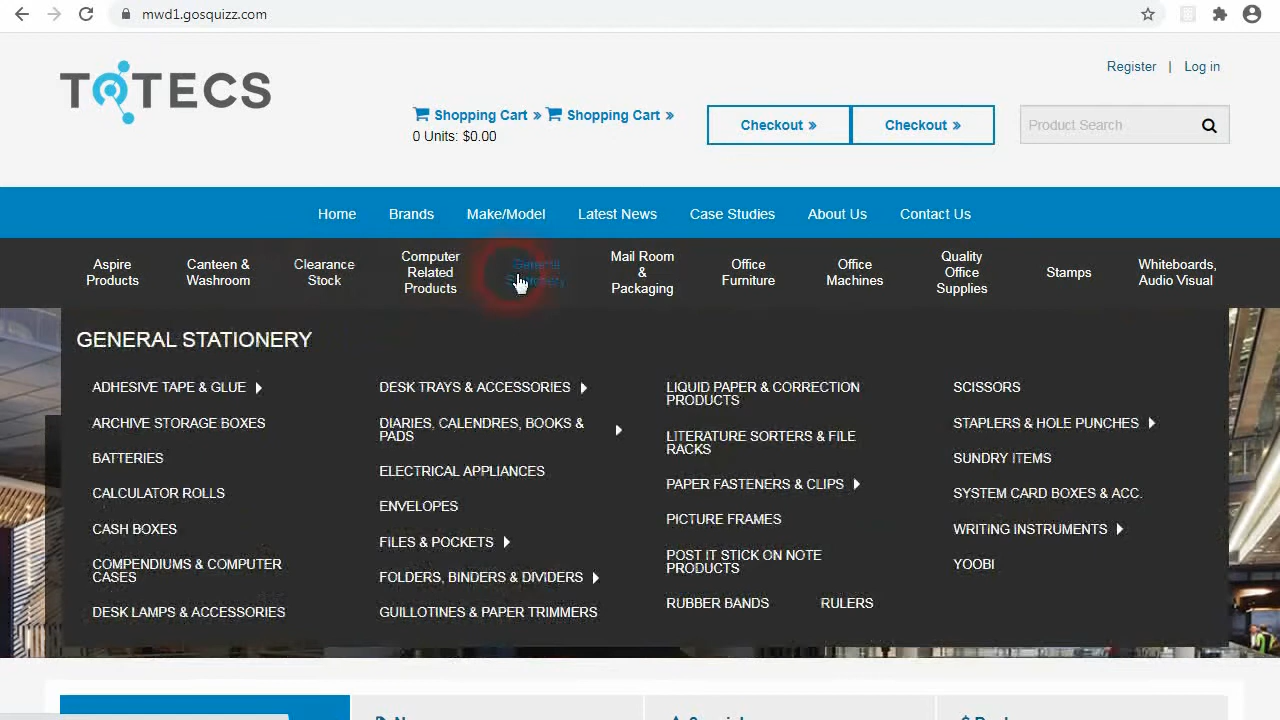 mwd1.gosquizz.com
TOTECS
Register | Log in
Shopping Cart » Shopping Cart »
0 Units: $0.00
Checkout »
Checkout »
Product Search
Home
Brands
Make/Model
Latest News
Case Studies
About Us
Contact Us
Aspire
Products
Canteen &
Washroom
Clearance
Stock
Computer
Related
Products
General
Stationery
Mail Room
&
Packaging
Office
Furniture
Office
Machines
Quality
Office
Supplies
Stamps
Whiteboards,
Audio Visual
GENERAL STATIONERY
ADHESIVE TAPE & GLUE
ARCHIVE STORAGE BOXES
BATTERIES
CALCULATOR ROLLS
CASH BOXES
COMPENDIUMS & COMPUTER
CASES
DESK LAMPS & ACCESSORIES
DESK TRAYS & ACCESSORIES
DIARIES, CALENDRES, BOOKS &
PADS
ELECTRICAL APPLIANCES
ENVELOPES
FILES & POCKETS
FOLDERS, BINDERS & DIVIDERS
GUILLOTINES & PAPER TRIMMERS
LIQUID PAPER & CORRECTION
PRODUCTS
LITERATURE SORTERS & FILE
RACKS
PAPER FASTENERS & CLIPS
PICTURE FRAMES
POST IT STICK ON NOTE
PRODUCTS
RUBBER BANDS
RULERS
SCISSORS
STAPLERS & HOLE PUNCHES
SUNDRY ITEMS
SYSTEM CARD BOXES & ACC.
WRITING INSTRUMENTS
YOOBI